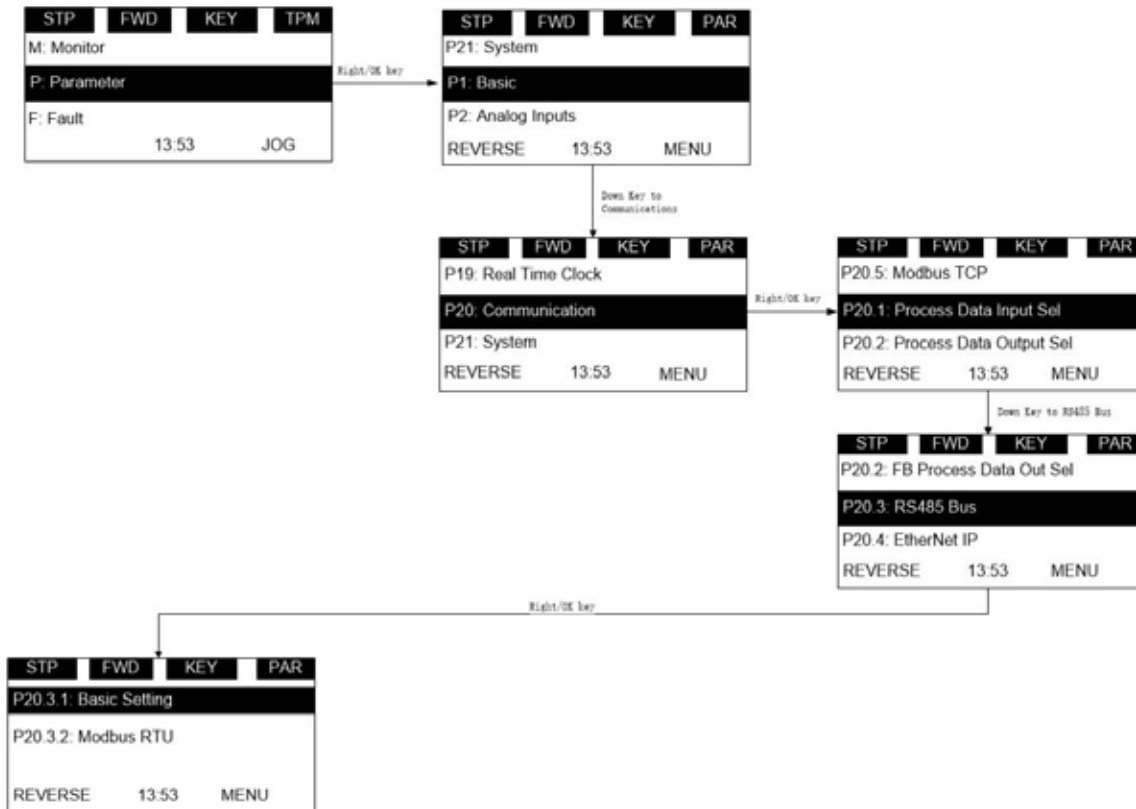 STP FWD KEY TPM
M: Monitor
P: Parameter
F: Fault
13:53 JOG
Right/OK key
STP FWD KEY PAR
P21: System
P1: Basic
P2: Analog Inputs
REVERSE 13:53 MENU
Down Key to
Communications
STP FWD KEY PAR
P19: Real Time Clock
P20: Communication
P21: System
REVERSE 13:53 MENU
Right/OK key
STP FWD KEY PAR
P20.5: Modbus TCP
P20.1: Process Data Input Sel
P20.2: Process Data Output Sel
REVERSE 13:53 MENU
Down Key to RS485 Bus
STP FWD KEY PAR
P20.2: FB Process Data Out Sel
P20.3: RS485 Bus
P20.4: EtherNet IP
REVERSE 13:53 MENU
Right/OK key
STP FWD KEY PAR
P20.3.1: Basic Setting
P20.3.2: Modbus RTU
REVERSE 13:53 MENU